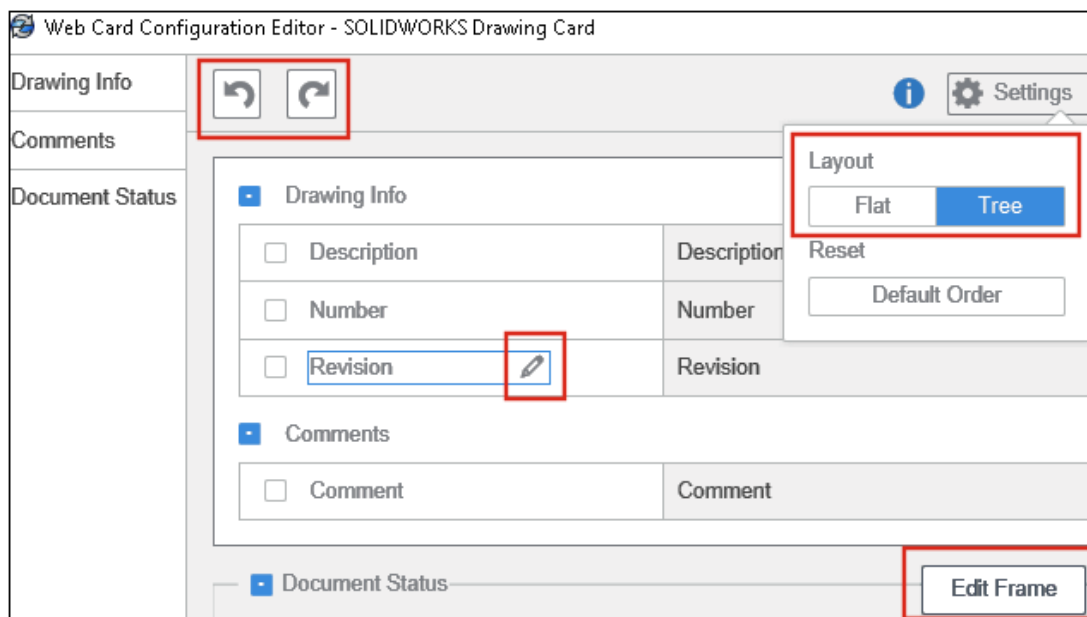 Web Card Configuration Editor - SOLIDWORKS Drawing Card
Drawing Info
Comments
Document Status
Settings
Layout
Flat Tree
Reset
Default Order
Drawing Info
Description Description
Number Number
Revision Revision
Comments
Comment Comment
Document Status
Edit Frame